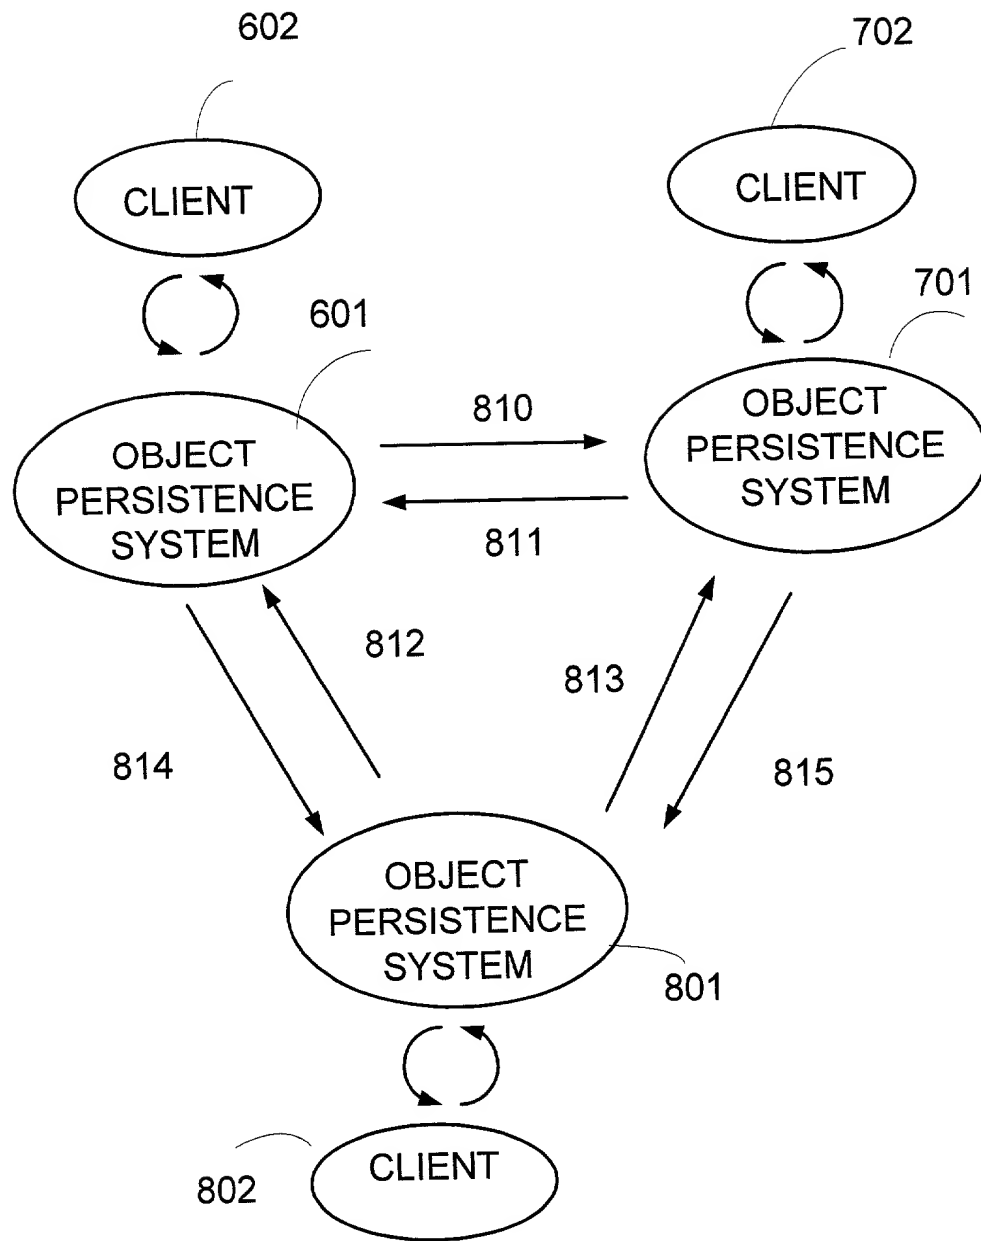 602
702
CLIENT
CLIENT
601
701
OBJECT
PERSISTENCE
SYSTEM
810
OBJECT
PERSISTENCE
SYSTEM
811
812
813
814
815
OBJECT
PERSISTENCE
SYSTEM
801
802
CLIENT